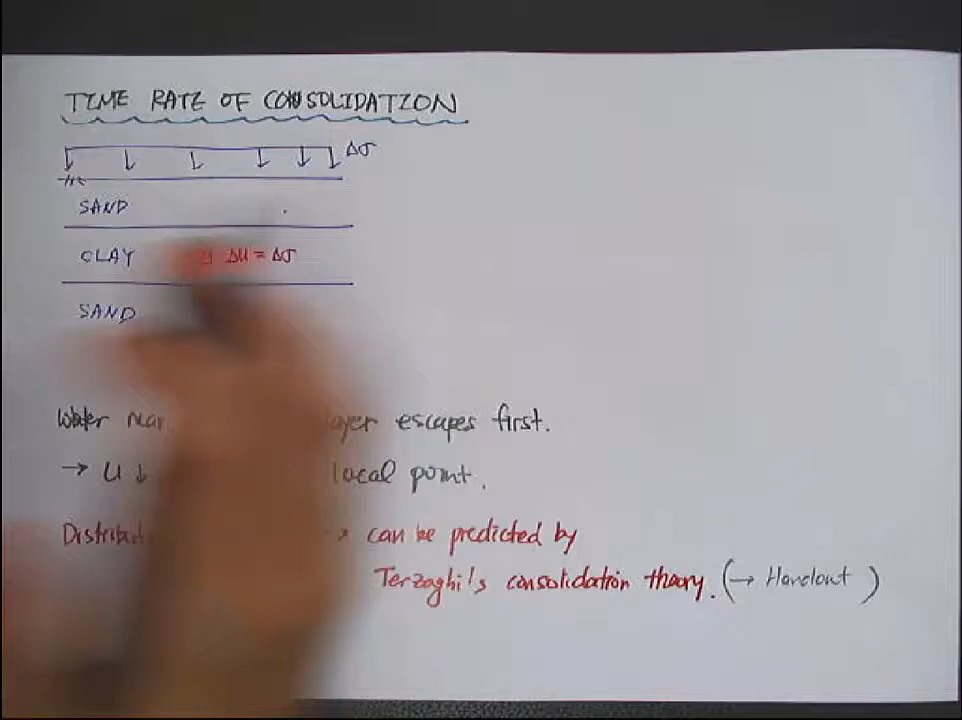 TIME RATE OF CONSOLIDATION
Δσ
SAND
CLAY Δu = Δσ
SAND
Water escapes first.
→ u ↓ local point.
can be predicted by
Terzaghi's consolidation theory. (→ Handout )